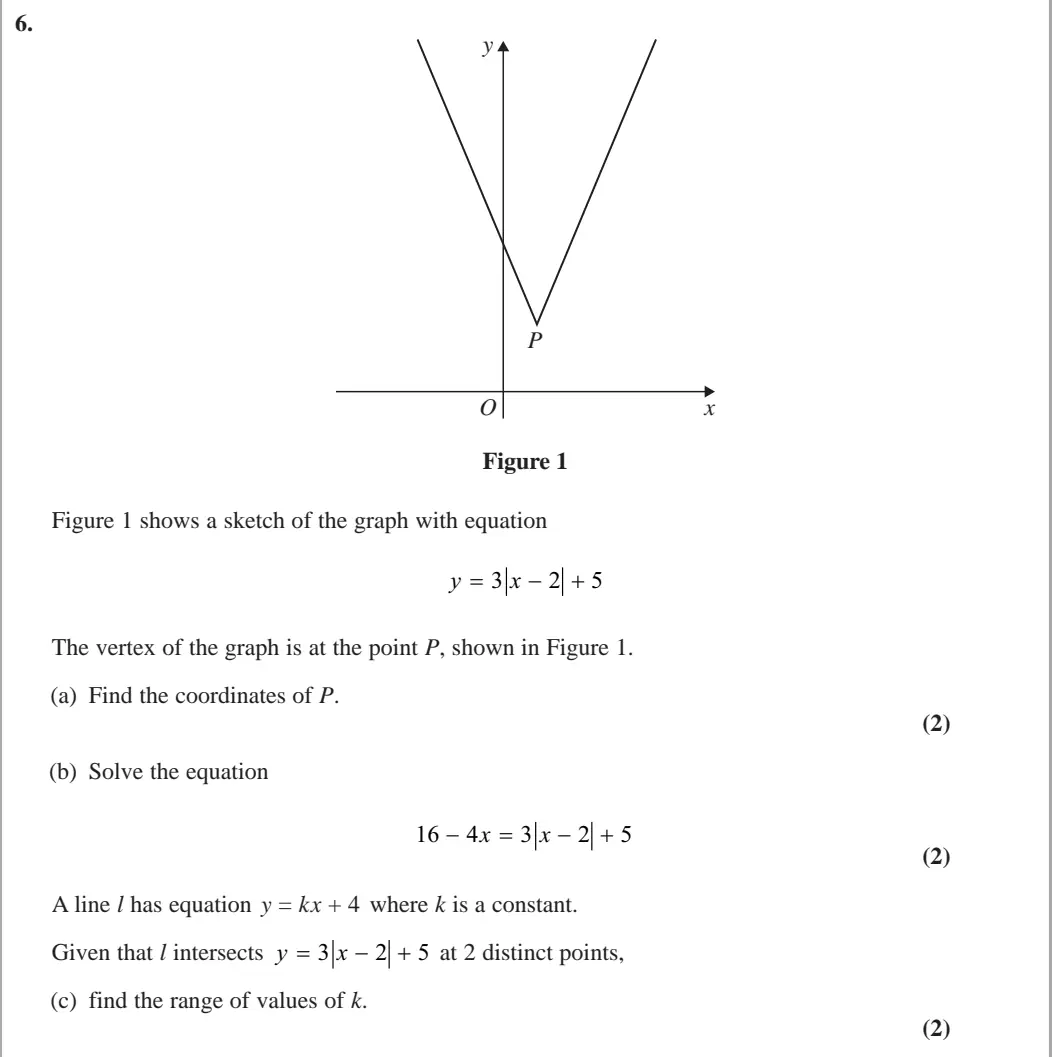 6.
y
P
O
x
Figure 1
Figure 1 shows a sketch of the graph with equation
y = 3|x − 2| + 5
The vertex of the graph is at the point P, shown in Figure 1.
(a) Find the coordinates of P.
(2)
(b) Solve the equation
16 − 4x = 3|x − 2| + 5
(2)
A line l has equation y = kx + 4 where k is a constant.
Given that l intersects y = 3|x − 2| + 5 at 2 distinct points,
(c) find the range of values of k.
(2)